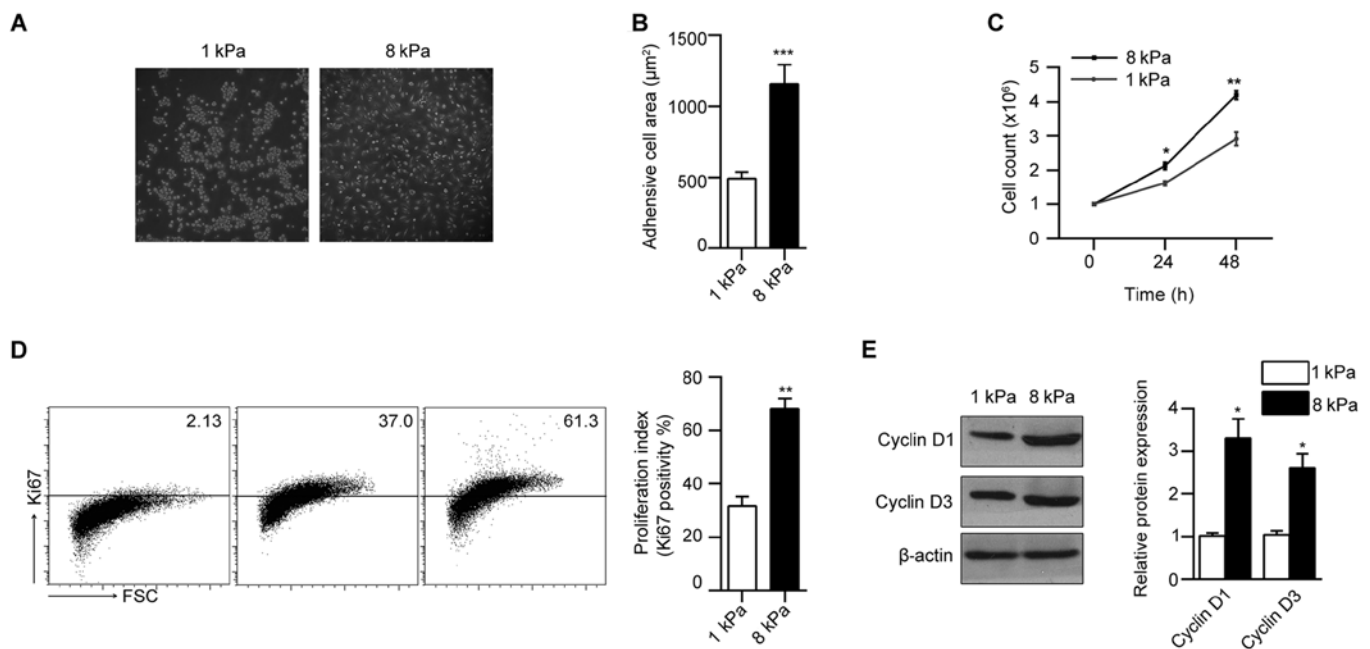 A
1 kPa 8 kPa
B
Adhensive cell area (μm²)
1500
1000
500
0
***
1 kPa
8 kPa
C
Cell count (x10⁶)
5
4
3
2
1
0
8 kPa
1 kPa
*
**
0 24 48
Time (h)
D
Ki67
2.13
37.0
61.3
FSC
Proliferation index
(Ki67 positivity %)
80
60
40
20
0
**
1 kPa
8 kPa
E
1 kPa 8 kPa
Cyclin D1
Cyclin D3
β-actin
1 kPa
8 kPa
Relative protein expression
4
3
2
1
0
*
*
Cyclin D1
Cyclin D3